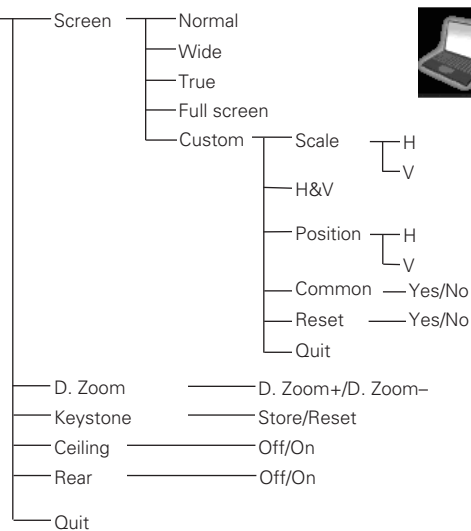 Screen Normal
Wide
True
Full screen
Custom Scale H
V
H&V
Position H
V
Common Yes/No
Reset Yes/No
Quit
D. Zoom D. Zoom+/D. Zoom–
Keystone Store/Reset
Ceiling Off/On
Rear Off/On
Quit